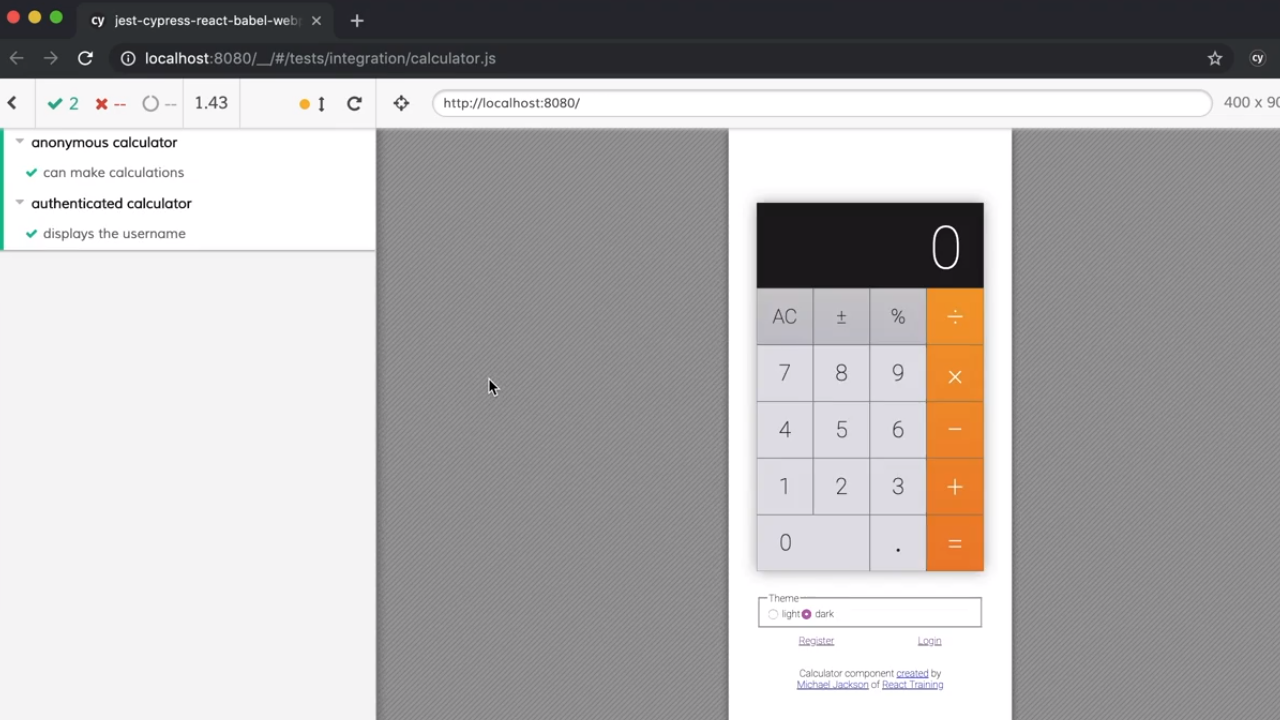 cy jest-cypress-react-babel-web
localhost:8080/__/#/tests/integration/calculator.js
cy
2 -- -- 1.43
http://localhost:8080/
400 x 90
anonymous calculator
can make calculations
authenticated calculator
displays the username
0
AC ± % ÷
7 8 9 ×
4 5 6 −
1 2 3 +
0 . =
Theme
light dark
Register Login
Calculator component created by
Michael Jackson of React Training